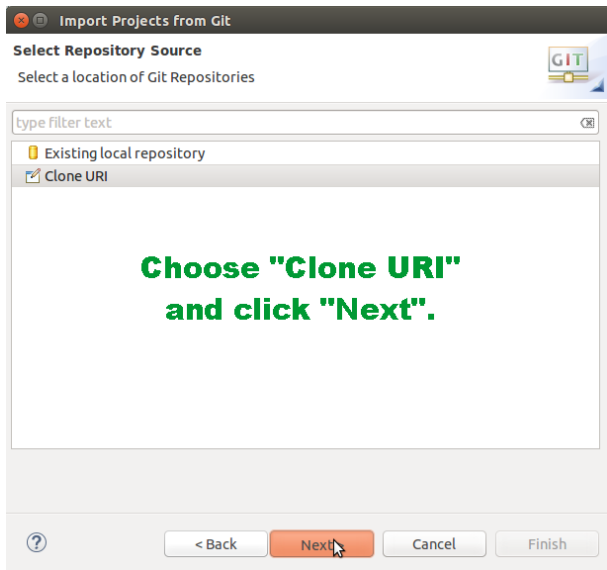 Import Projects from Git
Select Repository Source
Select a location of Git Repositories
GIT
type filter text
Existing local repository
Clone URI
Choose "Clone URI"
and click "Next".
? < Back Next > Cancel Finish